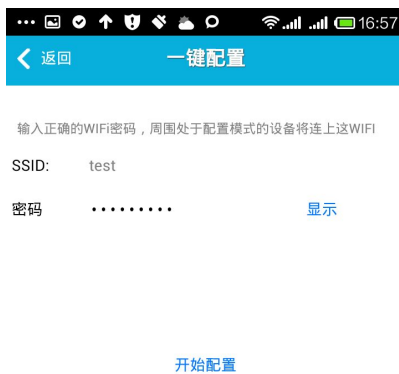 16:57
返回
一键配置
输入正确的WIFi密码，周围处于配置模式的设备将连上这WIFI
SSID: test
密码 ••••••••• 显示
开始配置